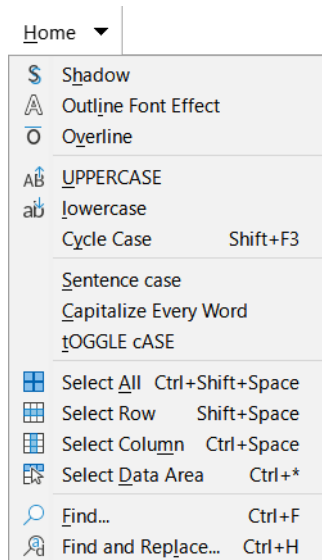 Home
Shadow
Outline Font Effect
Overline
UPPERCASE
lowercase
Cycle Case Shift+F3
Sentence case
Capitalize Every Word
tOGGLE cASE
Select All Ctrl+Shift+Space
Select Row Shift+Space
Select Column Ctrl+Space
Select Data Area Ctrl+*
Find... Ctrl+F
Find and Replace... Ctrl+H